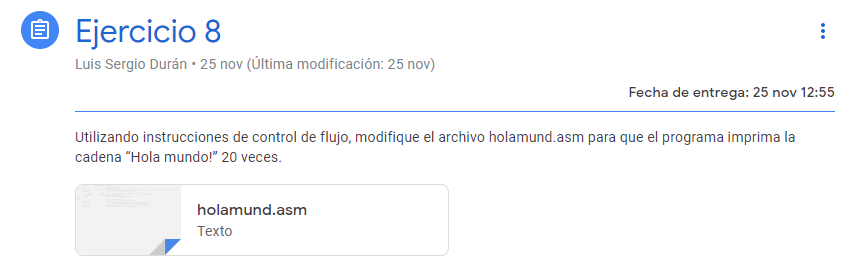 Ejercicio 8
Luis Sergio Durán • 25 nov (Última modificación: 25 nov)
Fecha de entrega: 25 nov 12:55
Utilizando instrucciones de control de flujo, modifique el archivo holamund.asm para que el programa imprima la
cadena “Hola mundo!” 20 veces.
holamund.asm
Texto